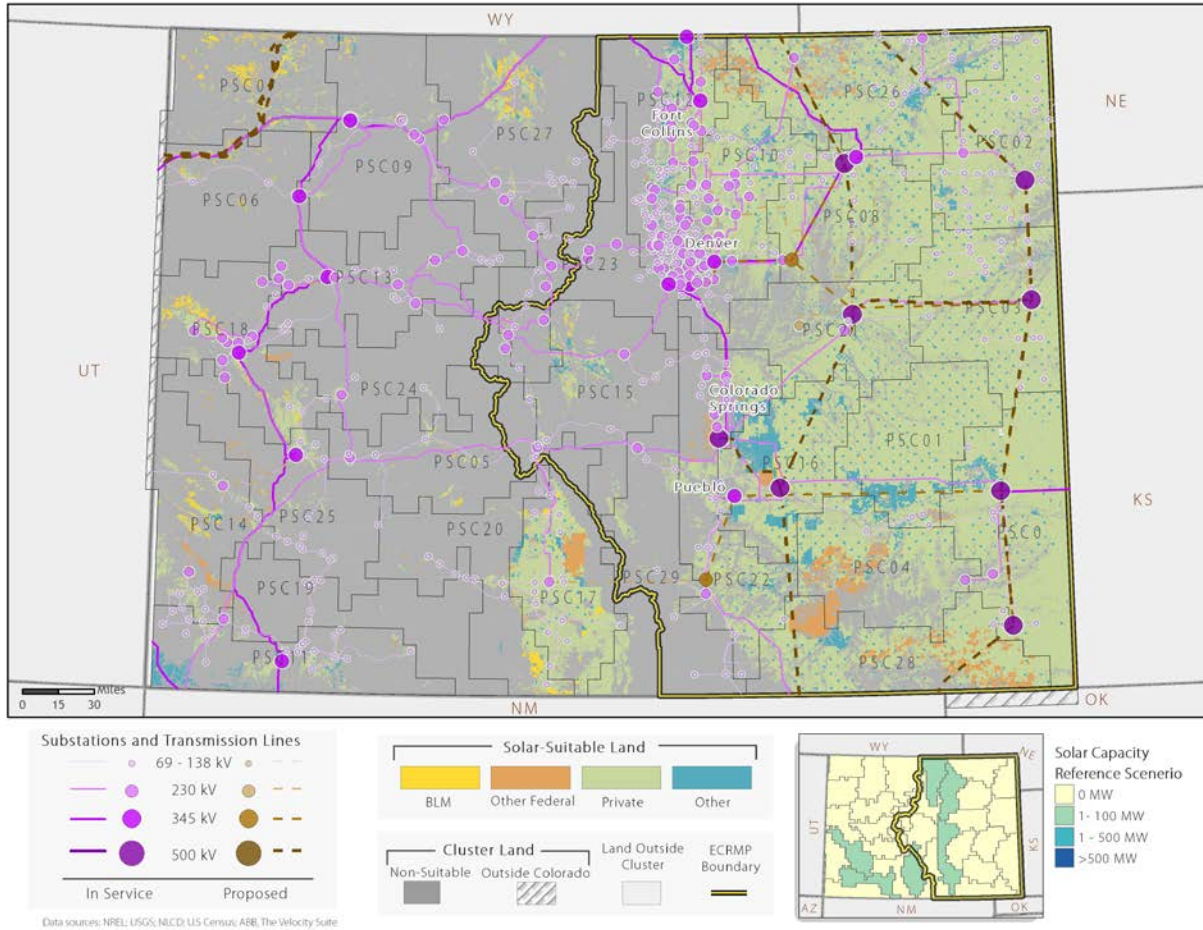 WY
NE
UT
KS
NM
OK
PSC0
PSC12
Fort
Collins
PSC26
PSC27
PSC02
PSC10
PSC09
PSC06
PSC08
Denver
PSC23
PSC13
PSC03
PSC18
PSC21
PSC24
PSC15
Colorado
Springs
PSC01
PSC05
PSC16
Pueblo
PSC14
PSC25
PSC20
PSC0
PSC04
PSC19
PSC17
PSC29
PSC22
PSC11
PSC28
Miles
0 15 30
Substations and Transmission Lines
69 - 138 kV
230 kV
345 kV
500 kV
In Service Proposed
Data sources: NREL; USGS; NLCD; U.S Census; ABB, The Velocity Suite
Solar-Suitable Land
BLM Other Federal Private Other
Cluster Land
Non-Suitable Outside Colorado
Land Outside
Cluster
ECRMP
Boundary
WY
NE
UT
KS
AZ NM OK
Solar Capacity
Reference Scenerio
0 MW
1- 100 MW
1 - 500 MW
>500 MW